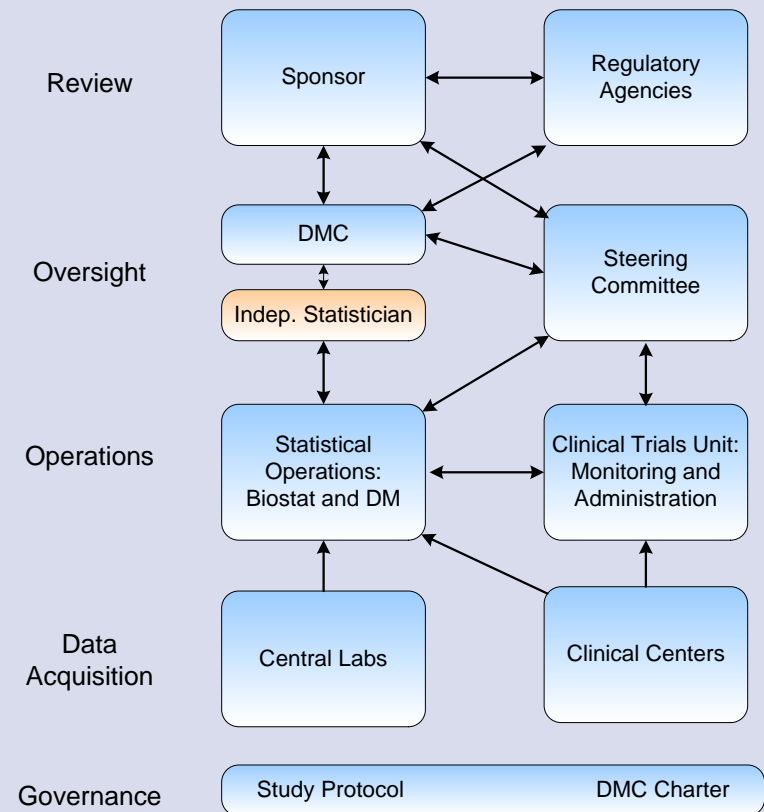 Review
Sponsor
Regulatory
Agencies
Oversight
DMC
Indep. Statistician
Steering
Committee
Operations
Statistical
Operations:
Biostat and DM
Clinical Trials Unit:
Monitoring and
Administration
Data
Acquisition
Central Labs
Clinical Centers
Governance
Study Protocol
DMC Charter